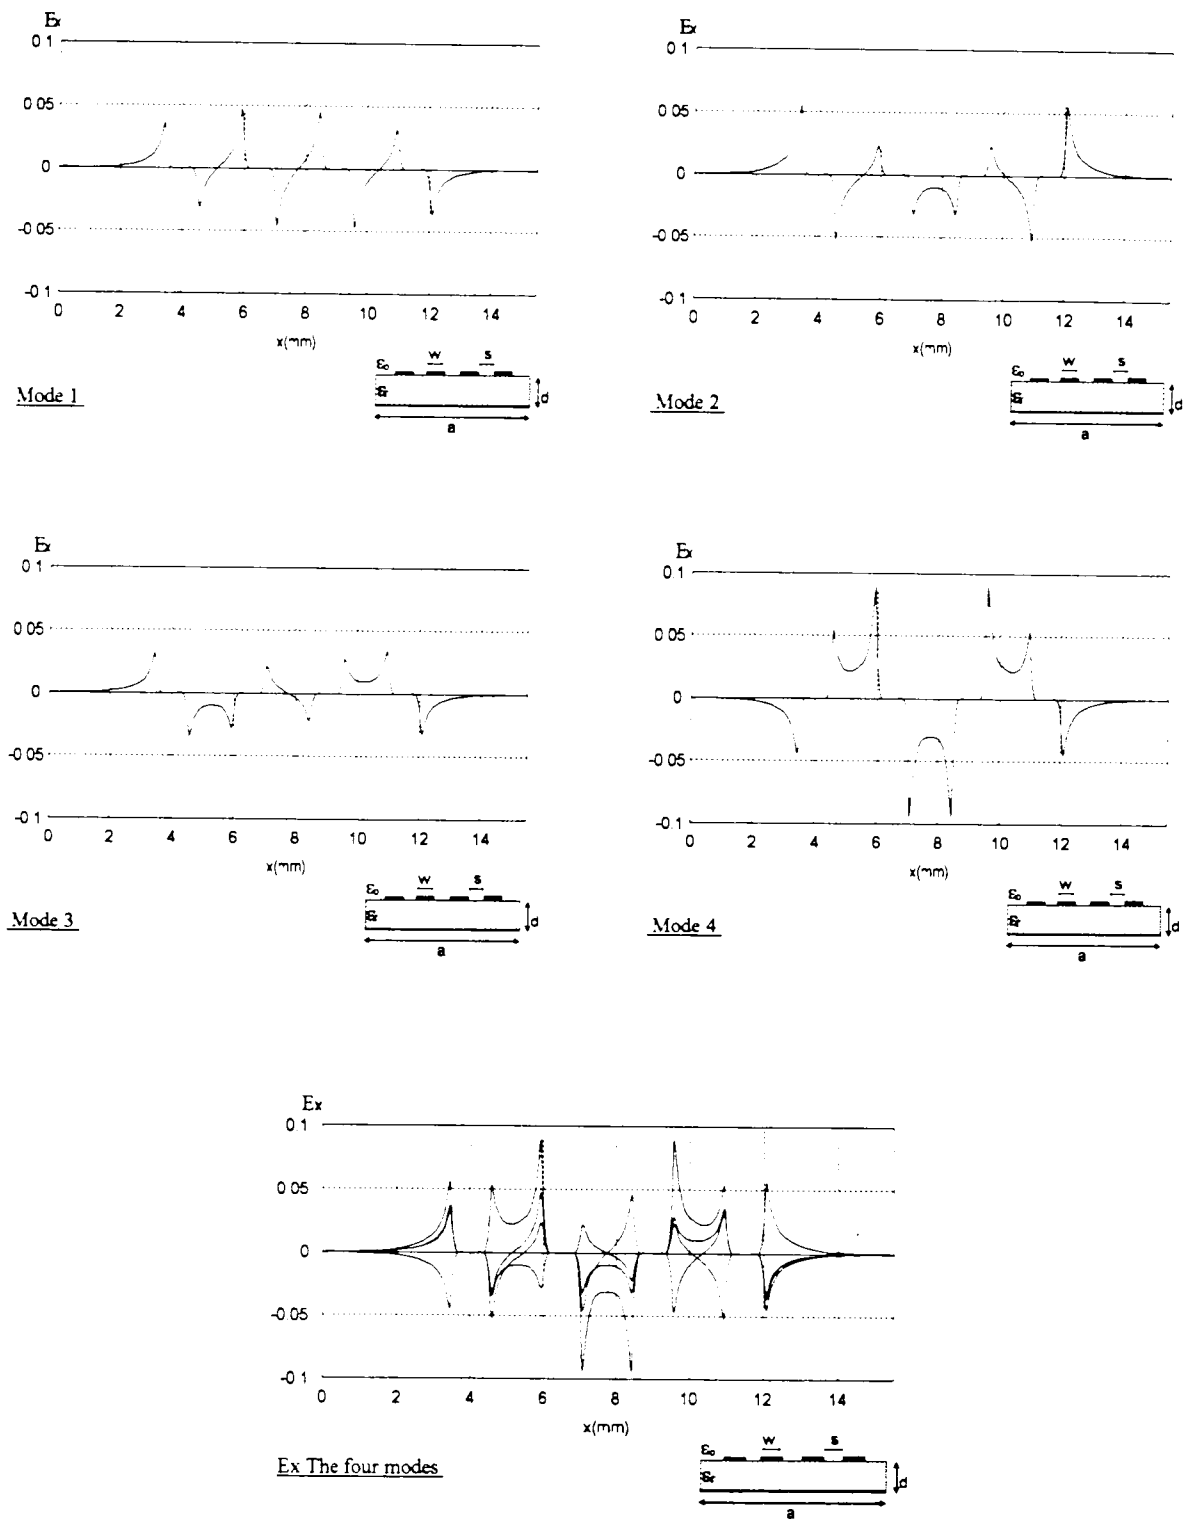 Ex
0.1
0.05
0
-0.05
-0.1
0 2 4 6 8 10 12 14
x(mm)
Mode 1
w s
εo
εr
d
a
Ex
0.1
0.05
0
-0.05
-0.1
0 2 4 6 8 10 12 14
x(mm)
Mode 2
w s
εo
εr
d
a
Ex
0.1
0.05
0
-0.05
-0.1
0 2 4 6 8 10 12 14
x(mm)
Mode 3
w s
εo
εr
d
a
Ex
0.1
0.05
0
-0.05
-0.1
0 2 4 6 8 10 12 14
x(mm)
Mode 4
w s
εo
εr
d
a
Ex
0.1
0.05
0
-0.05
-0.1
0 2 4 6 8 10 12 14
x(mm)
Ex The four modes
w s
εo
εr
d
a